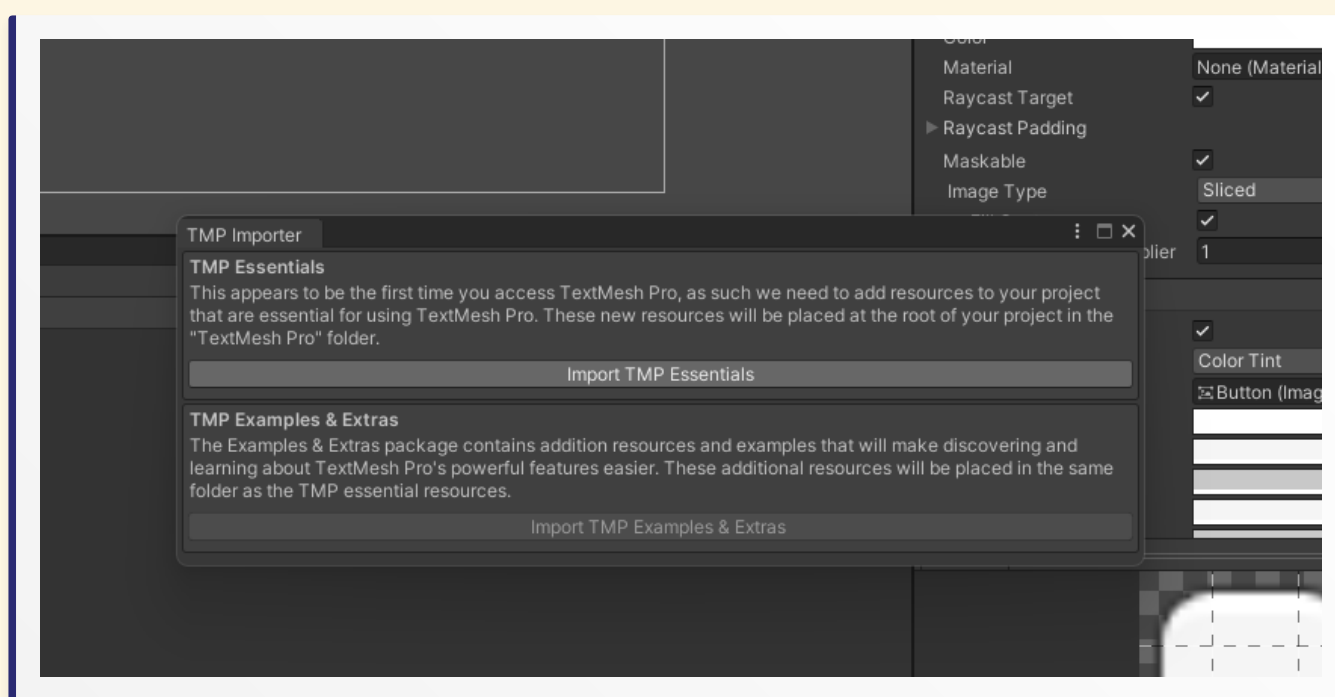 Material
None (Material
Raycast Target
Raycast Padding
Maskable
Image Type
Sliced
plier
1
TMP Importer
TMP Essentials
This appears to be the first time you access TextMesh Pro, as such we need to add resources to your project
that are essential for using TextMesh Pro. These new resources will be placed at the root of your project in the
"TextMesh Pro" folder.
Import TMP Essentials
TMP Examples & Extras
The Examples & Extras package contains addition resources and examples that will make discovering and
learning about TextMesh Pro's powerful features easier. These additional resources will be placed in the same
folder as the TMP essential resources.
Import TMP Examples & Extras
Color Tint
Button (Imag